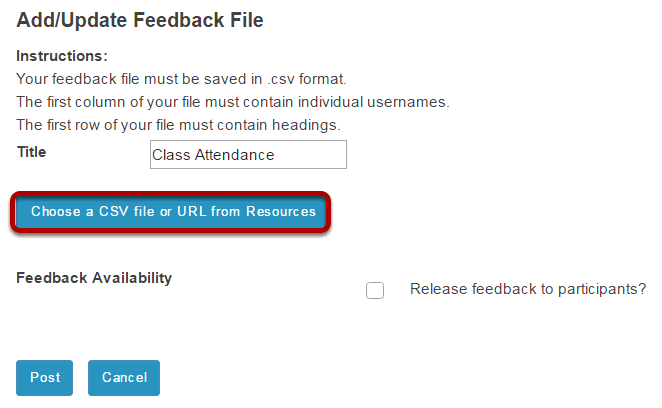 Add/Update Feedback File
Instructions:
Your feedback file must be saved in .csv format.
The first column of your file must contain individual usernames.
The first row of your file must contain headings.
Title Class Attendance
Choose a CSV file or URL from Resources
Feedback Availability Release feedback to participants?
Post Cancel